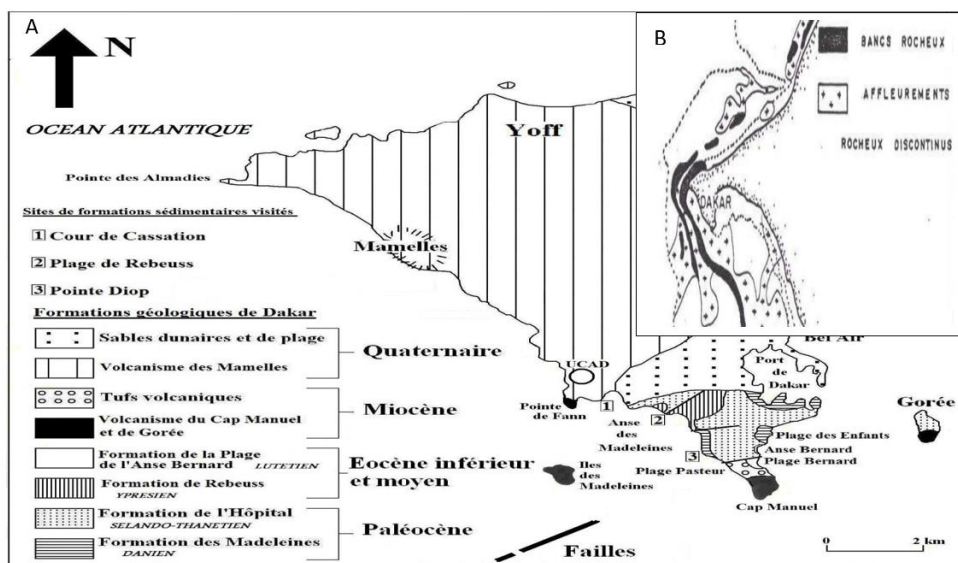 A
N
OCEAN ATLANTIQUE
Pointe des Almadies
Yoff
Sites de formations sédimentaires visités
1 Cour de Cassation
2 Plage de Rebeuss
3 Pointe Diop
Mamelles
Formations géologiques de Dakar
Sables dunaires et de plage
Volcanisme des Mamelles
Quaternaire
Tufs volcaniques
Volcanisme du Cap Manuel
et de Gorée
Miocène
Formation de la Plage
de l'Anse Bernard LUTETIEN
Formation de Rebeuss
YPRESIEN
Eocène inférieur
et moyen
Formation de l'Hôpital
SELANDO-THANETIEN
Formation des Madeleines
DANIEN
Paléocène
UCAD
Pointe
de Fann
1
2
3
Anse
des
Madeleines
Plage Pasteur
Iles
des
Madeleines
Failles
Bel Air
Port
de
Dakar
Gorée
Plage des Enfants
Anse Bernard
Plage Bernard
Cap Manuel
0 2 km
B
BANCS ROCHEUX
AFFLEUREMENTS
ROCHEUX DISCONTINUS
DAKAR